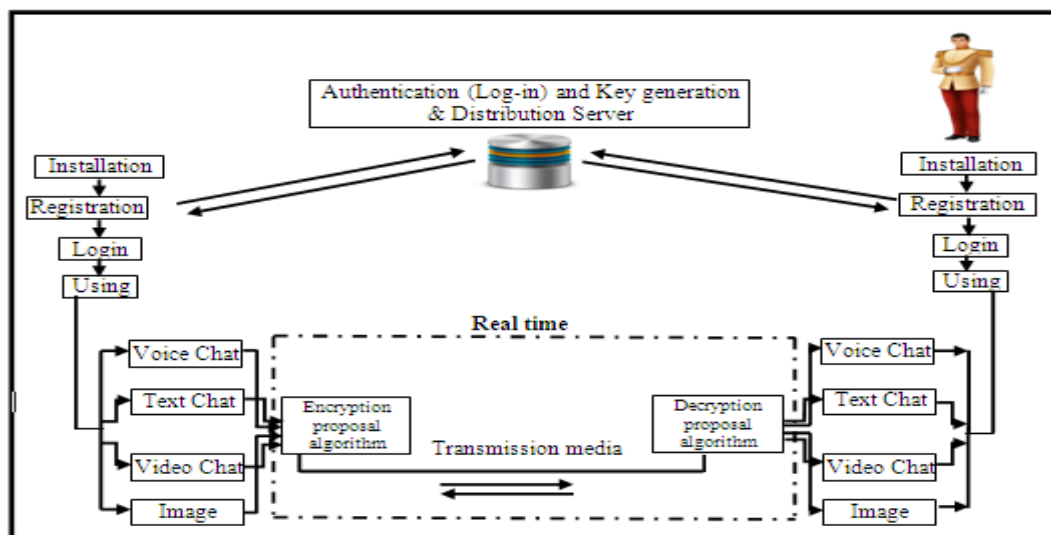 Authentication (Log-in) and Key generation
& Distribution Server
Installation
Registration
Login
Using
Installation
Registration
Login
Using
Real time
Voice Chat
Text Chat
Video Chat
Image
Encryption
proposal
algorithm
Transmission media
Decryption
proposal
algorithm
Voice Chat
Text Chat
Video Chat
Image